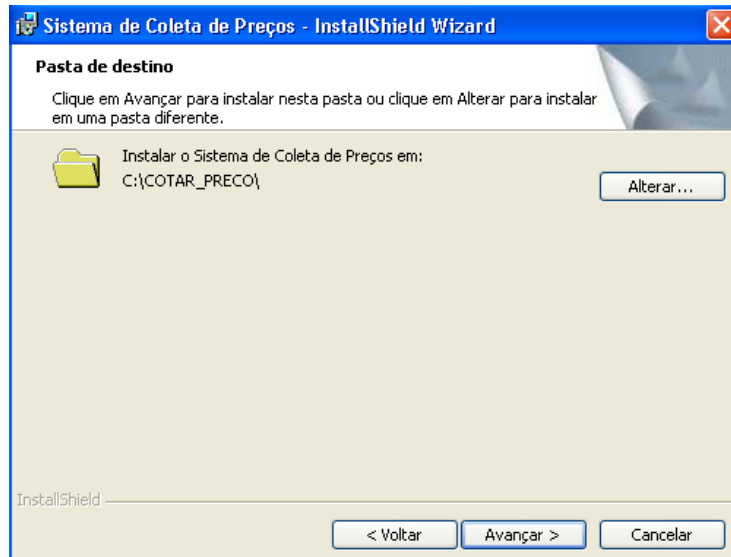 Sistema de Coleta de Preços - InstallShield Wizard
Pasta de destino
Clique em Avançar para instalar nesta pasta ou clique em Alterar para instalar
em uma pasta diferente.
Instalar o Sistema de Coleta de Preços em:
C:\COTAR_PRECO\
Alterar...
InstallShield
< Voltar
Avançar >
Cancelar